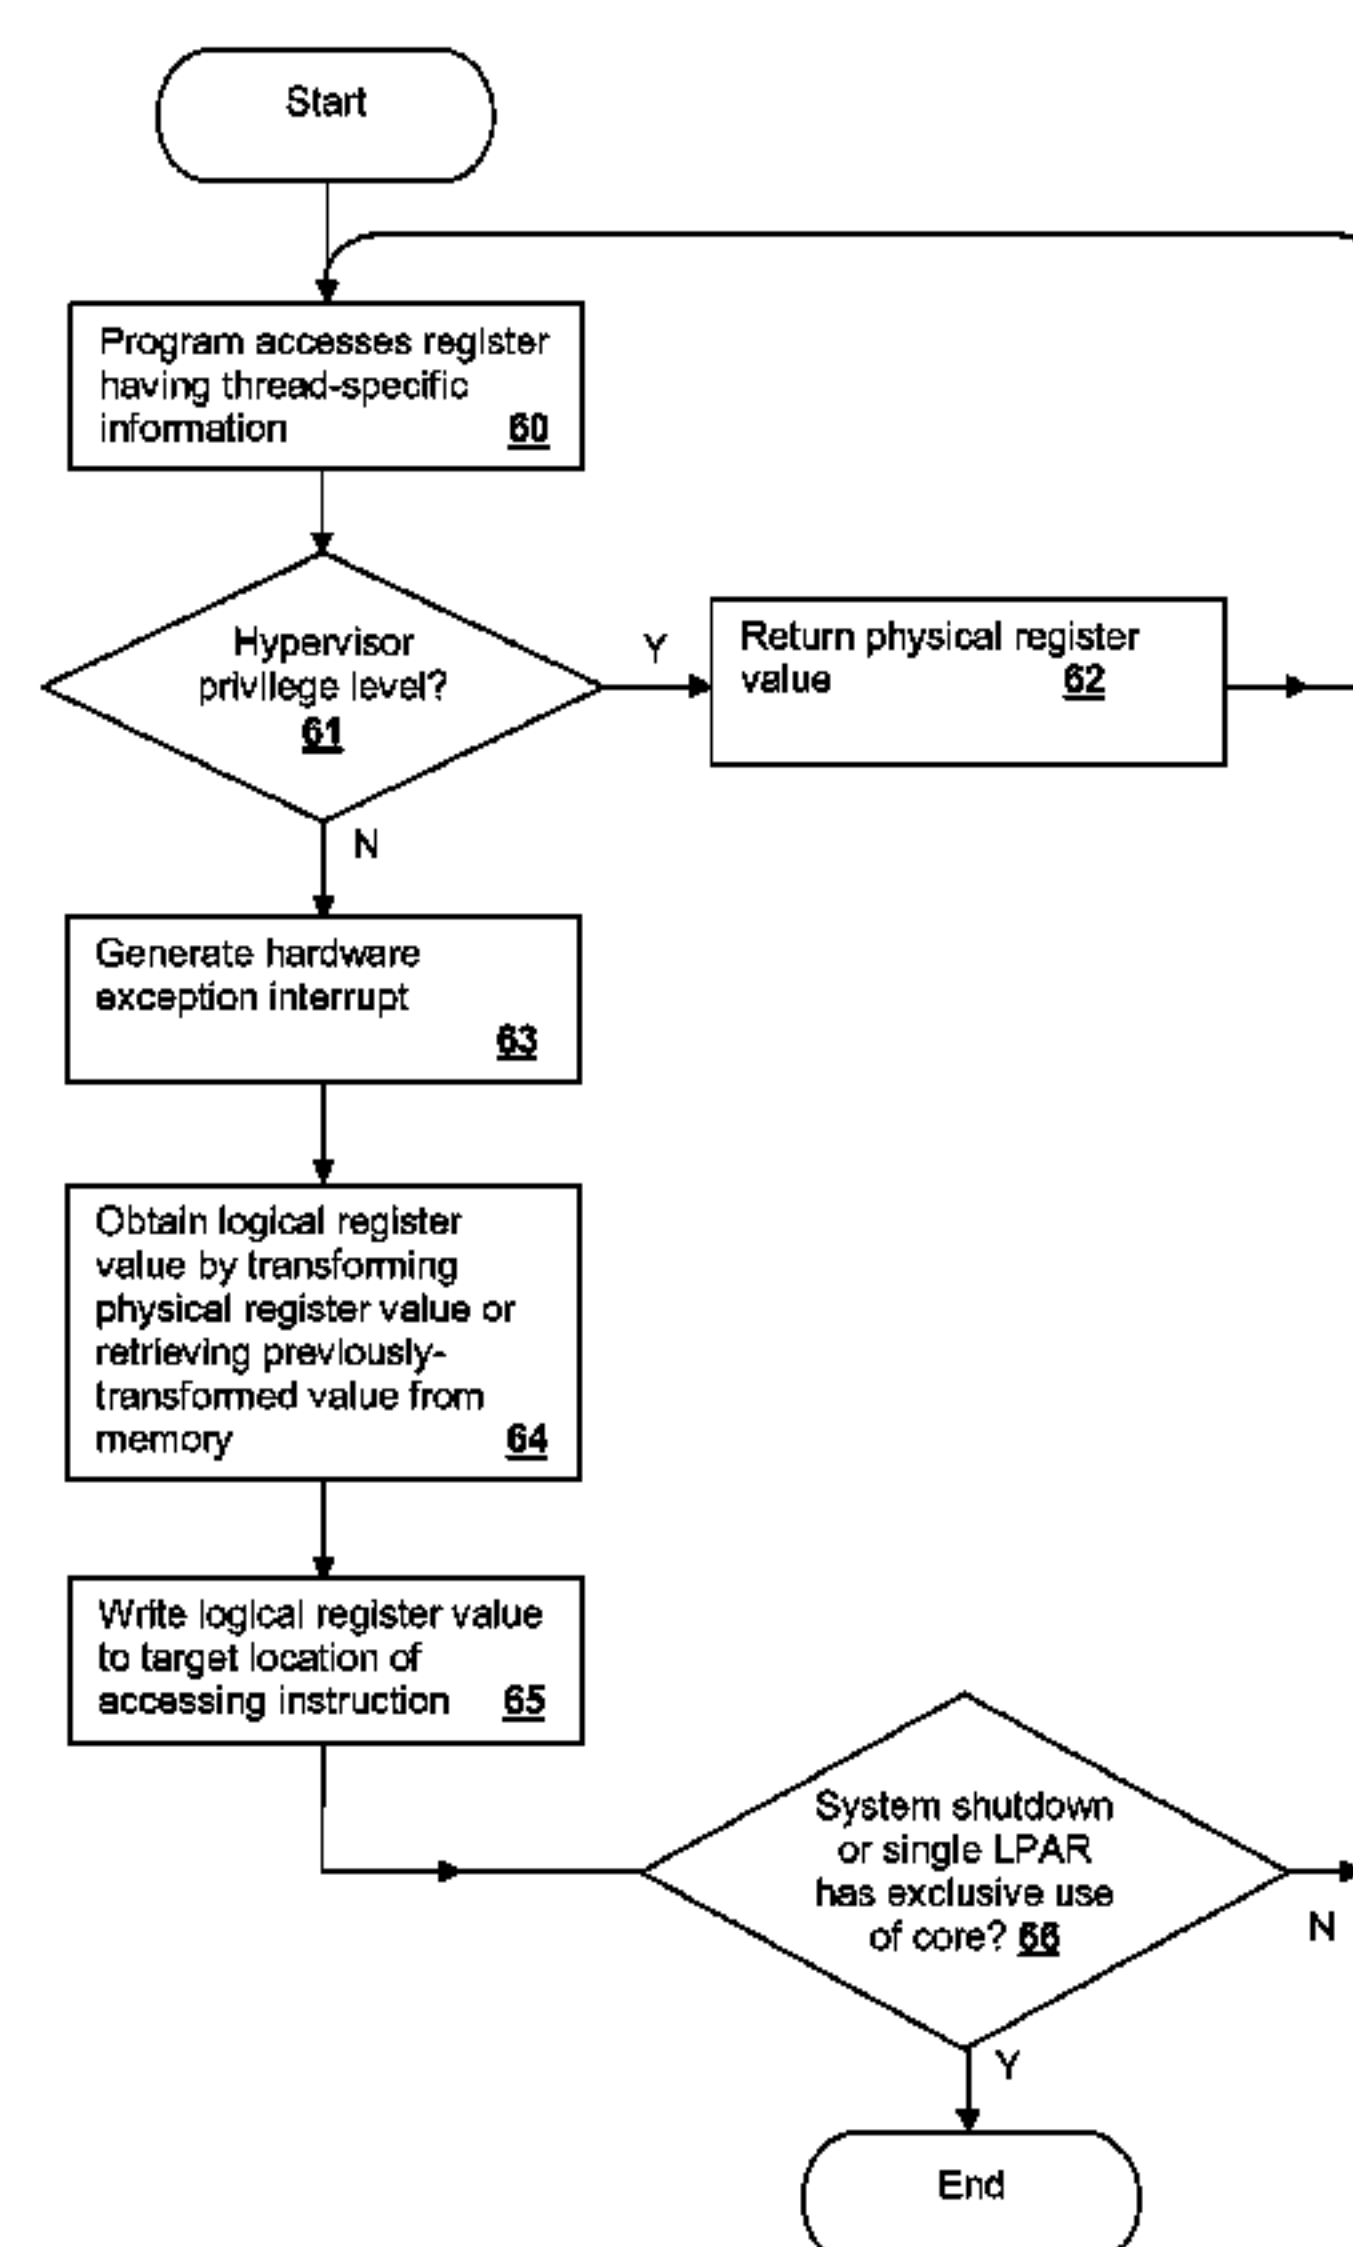 Start
Program accesses register
having thread-specific
information 60
Hypervisor
privilege level?
61
Y
Return physical register
value 62
N
Generate hardware
exception interrupt
63
Obtain logical register
value by transforming
physical register value or
retrieving previously-
transformed value from
memory 64
Write logical register value
to target location of
accessing instruction 65
System shutdown
or single LPAR
has exclusive use
of core? 66
N
Y
End